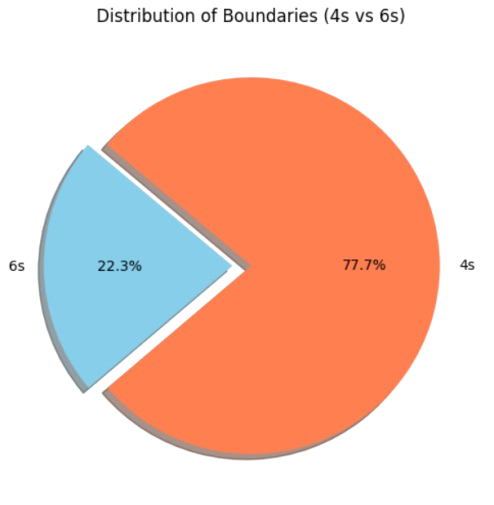 Distribution of Boundaries (4s vs 6s)
6s
22.3%
77.7%
4s